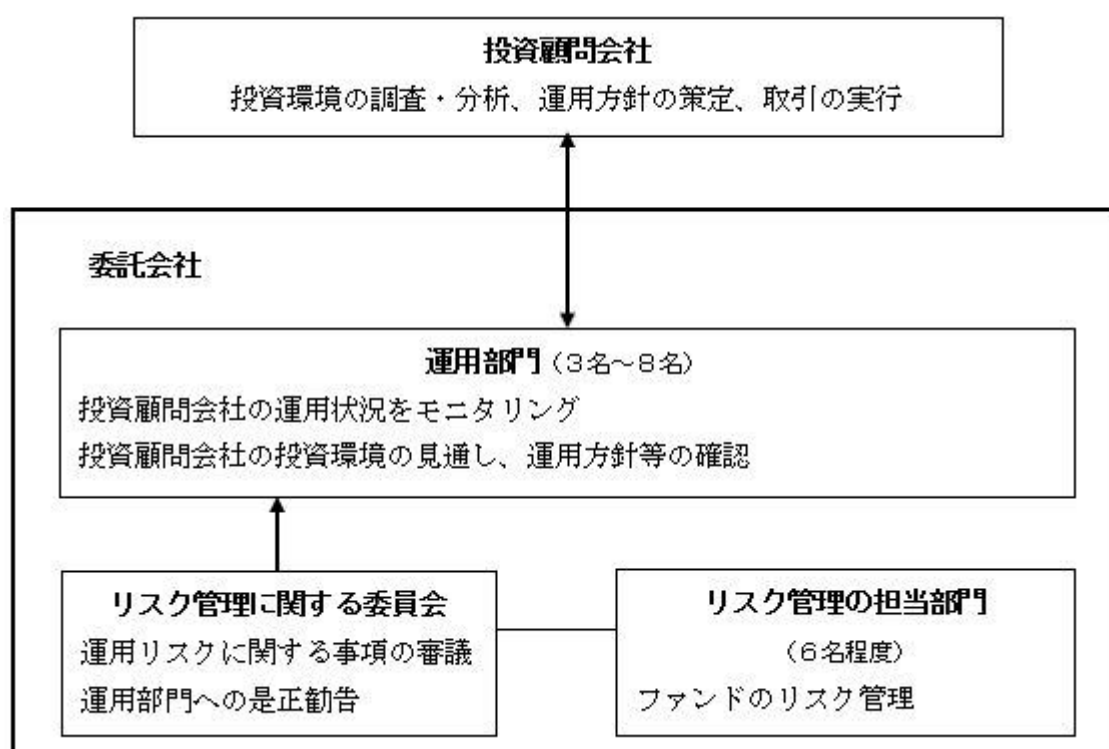 投資顧問会社
投資環境の調査・分析、運用方針の策定、取引の実行
委託会社
運用部門（３名～８名）
投資顧問会社の運用状況をモニタリング
投資顧問会社の投資環境の見通し、運用方針等の確認
リスク管理に関する委員会
運用リスクに関する事項の審議
運用部門への是正勧告
リスク管理の担当部門
（６名程度）
ファンドのリスク管理